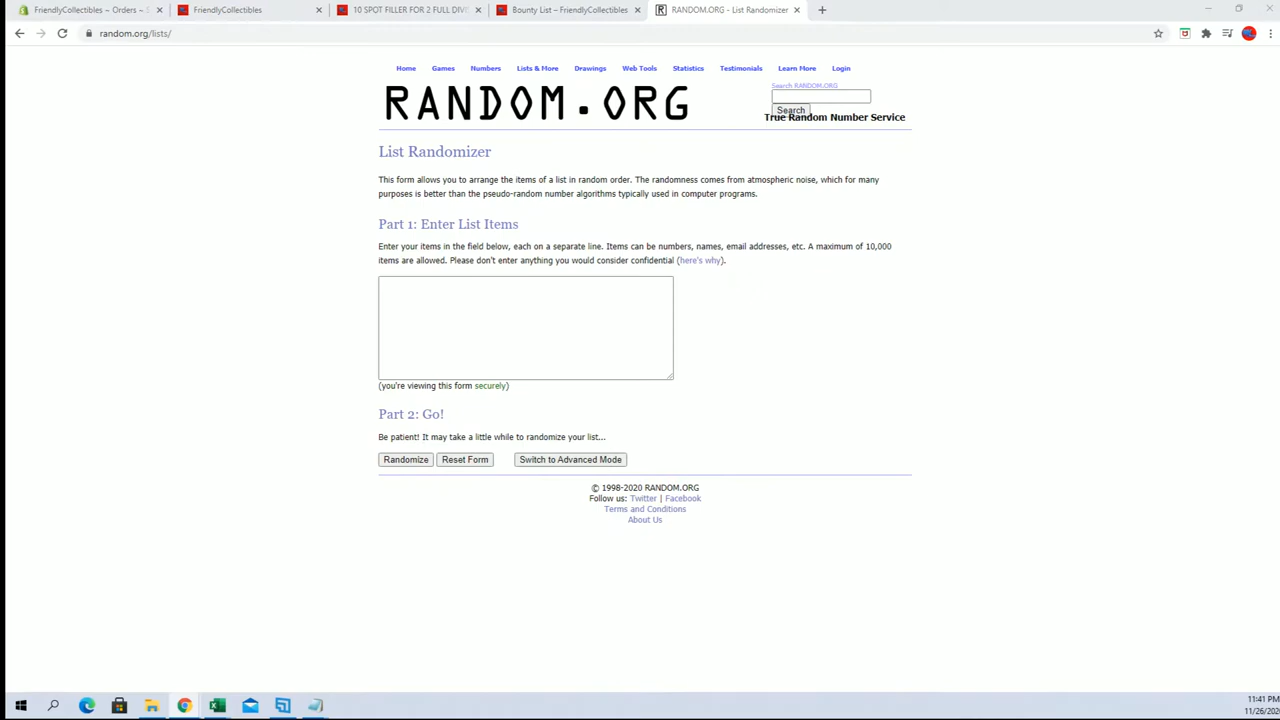 FriendlyCollectibles ~ Orders ~ S
FriendlyCollectibles
10 SPOT FILLER FOR 2 FULL DIVI
Bounty List – FriendlyCollectibles
RANDOM.ORG - List Randomizer
random.org/lists/
Home Games Numbers Lists & More Drawings Web Tools Statistics Testimonials Learn More Login
Search RANDOM.ORG
RANDOM.ORG
Search
True Random Number Service
List Randomizer
This form allows you to arrange the items of a list in random order. The randomness comes from atmospheric noise, which for many
purposes is better than the pseudo-random number algorithms typically used in computer programs.
Part 1: Enter List Items
Enter your items in the field below, each on a separate line. Items can be numbers, names, email addresses, etc. A maximum of 10,000
items are allowed. Please don't enter anything you would consider confidential (here's why).
(you're viewing this form securely)
Part 2: Go!
Be patient! It may take a little while to randomize your list...
Randomize Reset Form Switch to Advanced Mode
© 1998-2020 RANDOM.ORG
Follow us: Twitter | Facebook
Terms and Conditions
About Us
11:41 PM
11/26/202